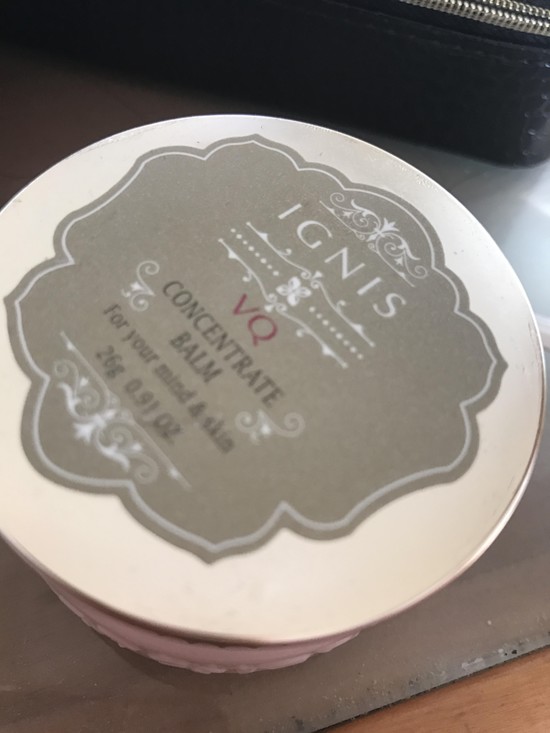 IGNIS
VQ
CONCENTRATE
BALM
For your mind & skin
26g 0.91 OZ.